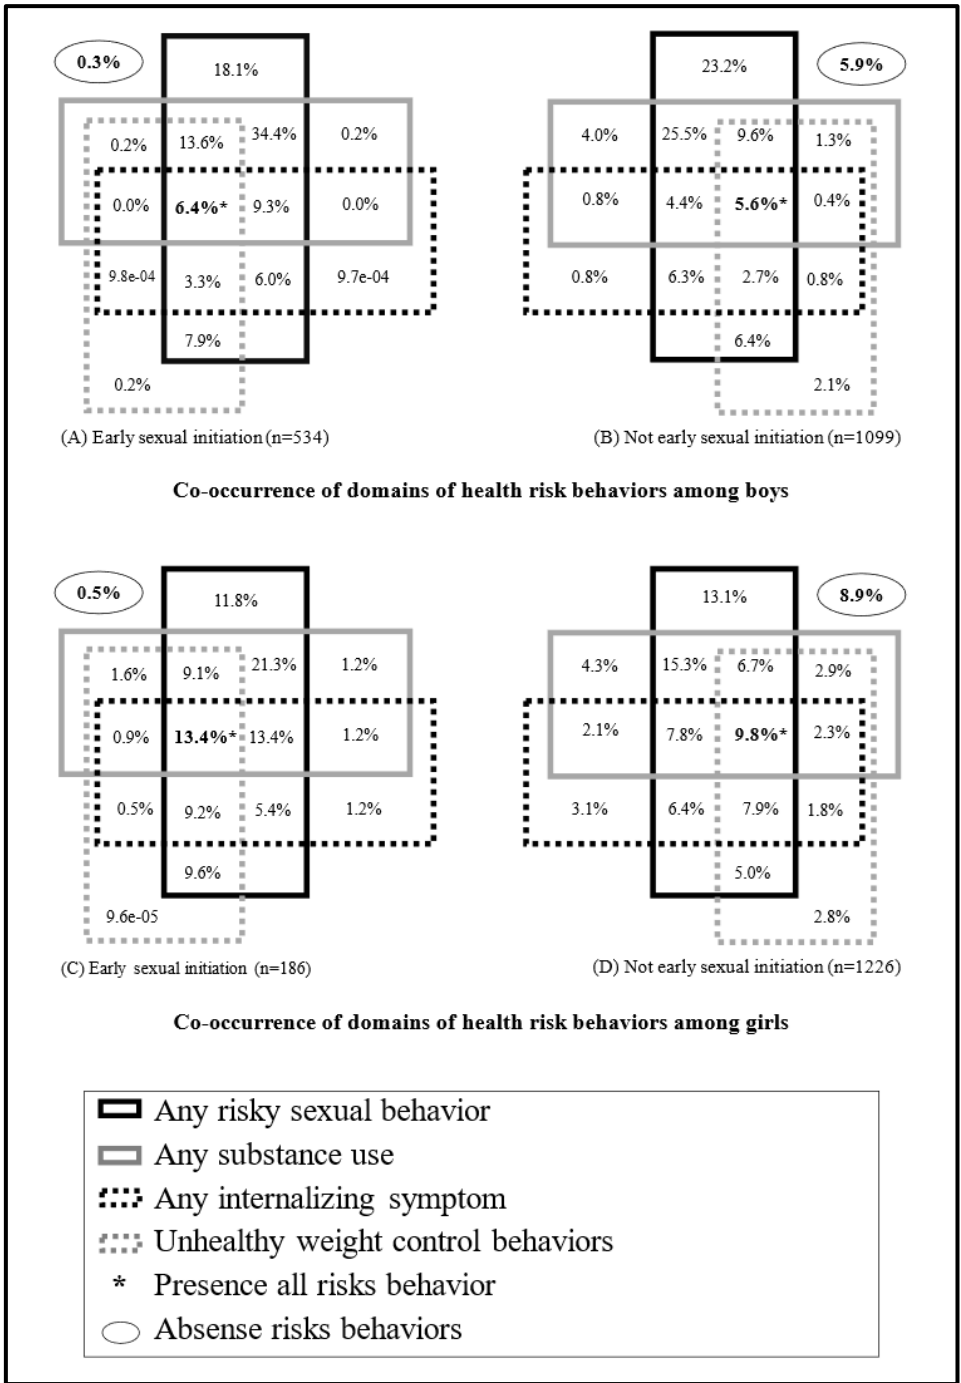 0.3% 18.1% 23.2% 5.9%
0.2% 13.6% 34.4% 0.2% 4.0% 25.5% 9.6% 1.3%
0.0% 6.4%* 9.3% 0.0% 0.8% 4.4% 5.6%* 0.4%
9.8e-04 3.3% 6.0% 9.7e-04 0.8% 6.3% 2.7% 0.8%
7.9% 6.4%
0.2% 2.1%
(A) Early sexual initiation (n=534) (B) Not early sexual initiation (n=1099)
Co-occurrence of domains of health risk behaviors among boys
0.5% 11.8% 13.1% 8.9%
1.6% 9.1% 21.3% 1.2% 4.3% 15.3% 6.7% 2.9%
0.9% 13.4%* 13.4% 1.2% 2.1% 7.8% 9.8%* 2.3%
0.5% 9.2% 5.4% 1.2% 3.1% 6.4% 7.9% 1.8%
9.6% 5.0%
9.6e-05 2.8%
(C) Early sexual initiation (n=186) (D) Not early sexual initiation (n=1226)
Co-occurrence of domains of health risk behaviors among girls
Any risky sexual behavior
Any substance use
Any internalizing symptom
Unhealthy weight control behaviors
* Presence all risks behavior
Absense risks behaviors